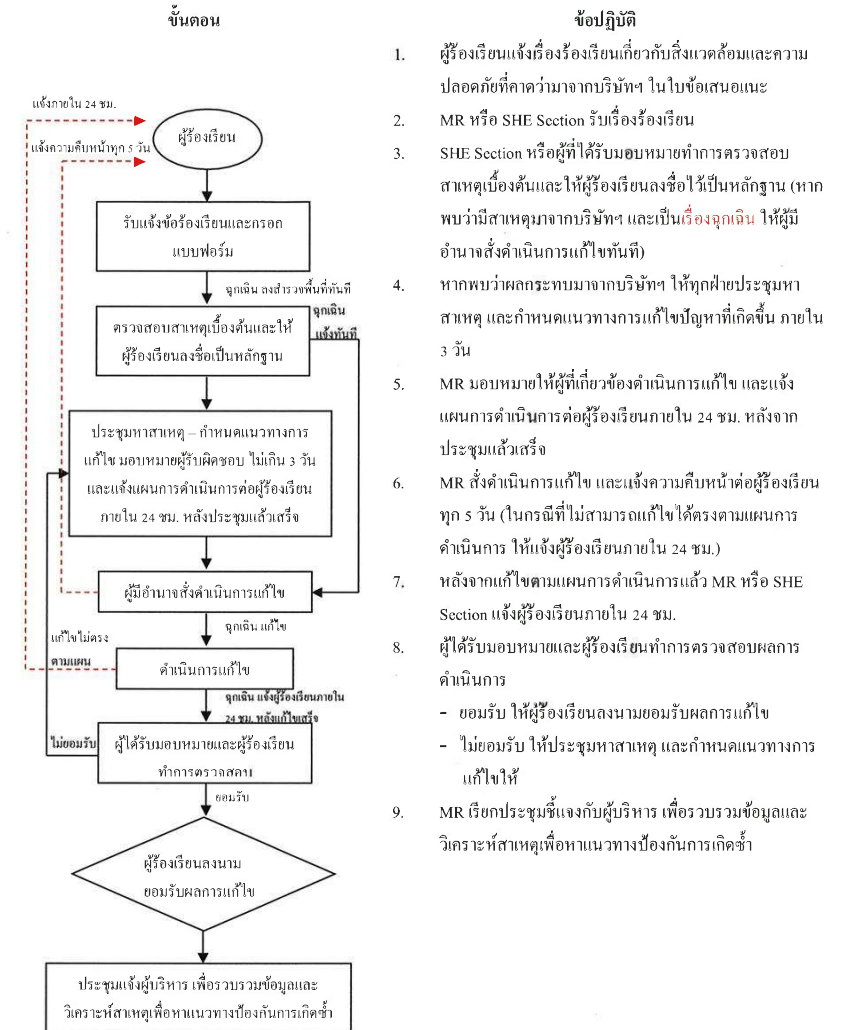 ขั้นตอน
แจ้งภายใน 24 ชม.
ผู้ร้องเรียน
แจ้งความคืบหน้าทุก 5 วัน
รับแจ้งข้อร้องเรียนและกรอก
แบบฟอร์ม
ฉุกเฉิน ลงสำรวจพื้นที่ทันที
ฉุกเฉิน
แจ้งทันที
ตรวจสอบสาเหตุเบื้องต้นและให้
ผู้ร้องเรียนลงชื่อเป็นหลักฐาน
ประชุมหาสาเหตุ – กำหนดแนวทางการ
แก้ไข มอบหมายผู้รับผิดชอบ ไม่เกิน 3 วัน
และแจ้งแผนการดำเนินการต่อผู้ร้องเรียน
ภายใน 24 ชม. หลังประชุมแล้วเสร็จ
ผู้มีอำนาจสั่งดำเนินการแก้ไข
ฉุกเฉิน แก้ไข
แก้ไขไม่ตรง
ตามแผน
ดำเนินการแก้ไข
ฉุกเฉิน แจ้งผู้ร้องเรียนภายใน
24 ชม. หลังแก้ไขเสร็จ
ไม่ยอมรับ
ผู้ได้รับมอบหมายและผู้ร้องเรียน
ทำการตรวจสอบ
ยอมรับ
ผู้ร้องเรียนลงนาม
ยอมรับผลการแก้ไข
ประชุมแจ้งผู้บริหาร เพื่อรวบรวมข้อมูลและ
วิเคราะห์สาเหตุเพื่อหาแนวทางป้องกันการเกิดซ้ำ
ข้อปฏิบัติ
1. ผู้ร้องเรียนแจ้งเรื่องร้องเรียนเกี่ยวกับสิ่งแวดล้อมและความ
ปลอดภัยที่คาดว่ามาจากบริษัทฯ ในใบข้อเสนอแนะ
2. MR หรือ SHE Section รับเรื่องร้องเรียน
3. SHE Section หรือผู้ที่ได้รับมอบหมายทำการตรวจสอบ
สาเหตุเบื้องต้นและให้ผู้ร้องเรียนลงชื่อไว้เป็นหลักฐาน (หาก
พบว่ามีสาเหตุมาจากบริษัทฯ และเป็นเรื่องฉุกเฉิน ให้ผู้มี
อำนาจสั่งดำเนินการแก้ไขทันที)
4. หากพบว่าผลกระทบมาจากบริษัทฯ ให้ทุกฝ่ายประชุมหา
สาเหตุ และกำหนดแนวทางการแก้ไขปัญหาที่เกิดขึ้น ภายใน
3 วัน
5. MR มอบหมายให้ผู้ที่เกี่ยวข้องดำเนินการแก้ไข และแจ้ง
แผนการดำเนินการต่อผู้ร้องเรียนภายใน 24 ชม. หลังจาก
ประชุมแล้วเสร็จ
6. MR สั่งดำเนินการแก้ไข และแจ้งความคืบหน้าต่อผู้ร้องเรียน
ทุก 5 วัน (ในกรณีที่ไม่สามารถแก้ไขได้ตรงตามแผนการ
ดำเนินการ ให้แจ้งผู้ร้องเรียนภายใน 24 ชม.)
7. หลังจากแก้ไขตามแผนการดำเนินการแล้ว MR หรือ SHE
Section แจ้งผู้ร้องเรียนภายใน 24 ชม.
8. ผู้ได้รับมอบหมายและผู้ร้องเรียนทำการตรวจสอบผลการ
ดำเนินการ
- ยอมรับ ให้ผู้ร้องเรียนลงนามยอมรับผลการแก้ไข
- ไม่ยอมรับ ให้ประชุมหาสาเหตุ และกำหนดแนวทางการ
แก้ไขให้
9. MR เรียกประชุมชี้แจงกับผู้บริหาร เพื่อรวบรวมข้อมูลและ
วิเคราะห์สาเหตุเพื่อหาแนวทางป้องกันการเกิดซ้ำ